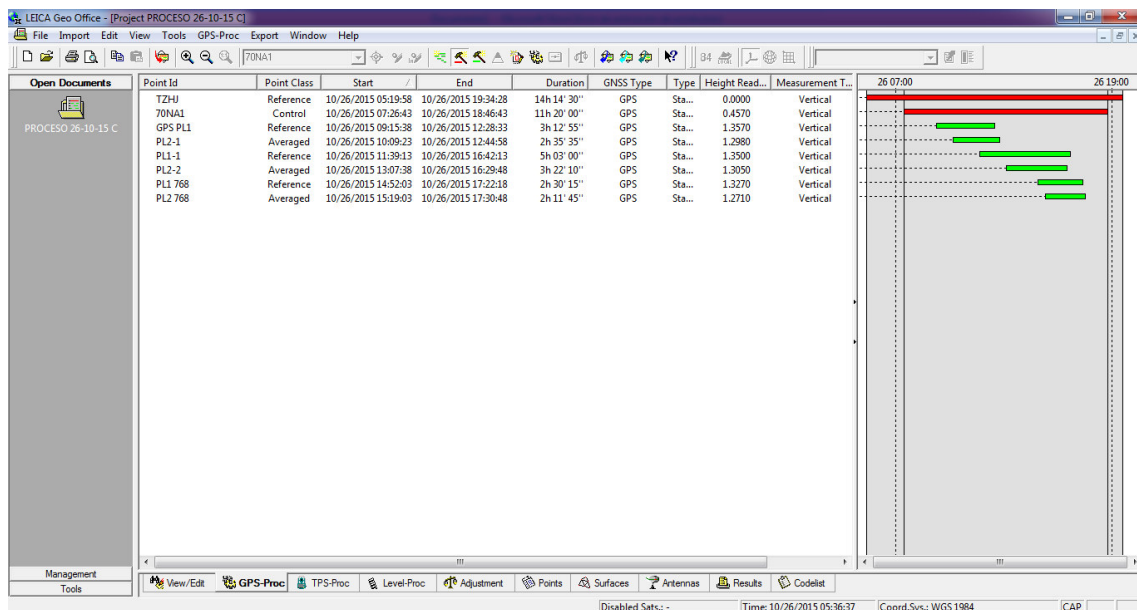 LEICA Geo Office - [Project PROCESO 26-10-15 C]
File Import Edit View Tools GPS-Proc Export Window Help
70NA1 84
Open Documents
PROCESO 26-10-15 C
Point Id Point Class Start / End Duration GNSS Type Type Height Read... Measurement T... 26 07:00 26 19:00
TZHJ Reference 10/26/2015 05:19:58 10/26/2015 19:34:28 14h 14' 30'' GPS Sta... 0.0000 Vertical
70NA1 Control 10/26/2015 07:26:43 10/26/2015 18:46:43 11h 20' 00'' GPS Sta... 0.4570 Vertical
GPS PL1 Reference 10/26/2015 09:15:38 10/26/2015 12:28:33 3h 12' 55'' GPS Sta... 1.3570 Vertical
PL2-1 Averaged 10/26/2015 10:09:23 10/26/2015 12:44:58 2h 35' 35'' GPS Sta... 1.2980 Vertical
PL1-1 Reference 10/26/2015 11:39:13 10/26/2015 16:42:13 5h 03' 00'' GPS Sta... 1.3500 Vertical
PL2-2 Averaged 10/26/2015 13:07:38 10/26/2015 16:29:48 3h 22' 10'' GPS Sta... 1.3050 Vertical
PL1 768 Reference 10/26/2015 14:52:03 10/26/2015 17:22:18 2h 30' 15'' GPS Sta... 1.3270 Vertical
PL2 768 Averaged 10/26/2015 15:19:03 10/26/2015 17:30:48 2h 11' 45'' GPS Sta... 1.2710 Vertical
Management
Tools
View/Edit GPS-Proc TPS-Proc Level-Proc Adjustment Points Surfaces Antennas Results Codelist
Disabled Sats.: - Time: 10/26/2015 05:36:37 Coord.Sys.: WGS 1984 CAP